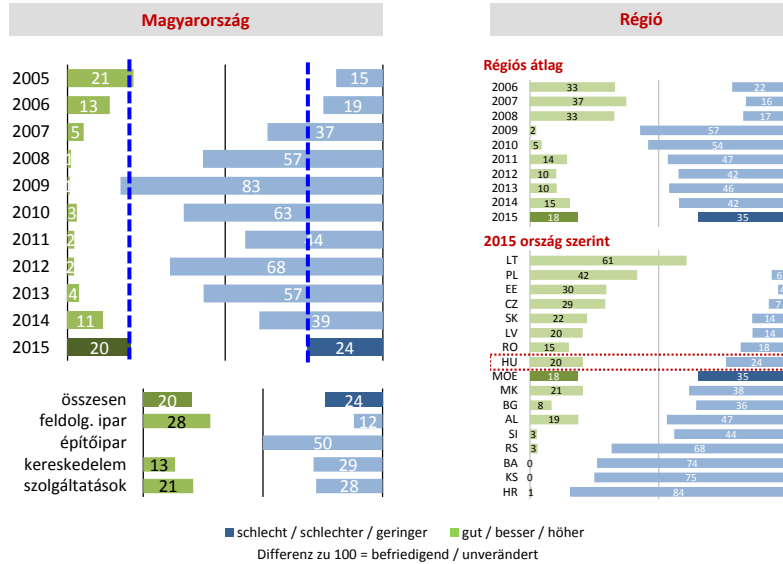 Magyarország
2005 21 15
2006 13 19
2007 5 37
2008 1 57
2009 1 83
2010 3 63
2011 2 44
2012 2 68
2013 4 57
2014 11 39
2015 20 24
összesen 20 24
feldolg. ipar 28 12
építőipar 50
kereskedelem 13 29
szolgáltatások 21 28
Régió
Régiós átlag
2006 33 22
2007 37 16
2008 33 17
2009 2 57
2010 5 54
2011 14 47
2012 10 42
2013 10 46
2014 15 42
2015 18 35
2015 ország szerint
LT 61
PL 42 6
EE 30 4
CZ 29 7
SK 22 14
LV 20 14
RO 15 18
HU 20 24
MOE 18 35
MK 21 38
BG 8 36
AL 19 47
SI 3 44
RS 3 68
BA 0 74
KS 0 75
HR 1 84
schlecht / schlechter / geringer gut / besser / höher
Differenz zu 100 = befriedigend / unverändert